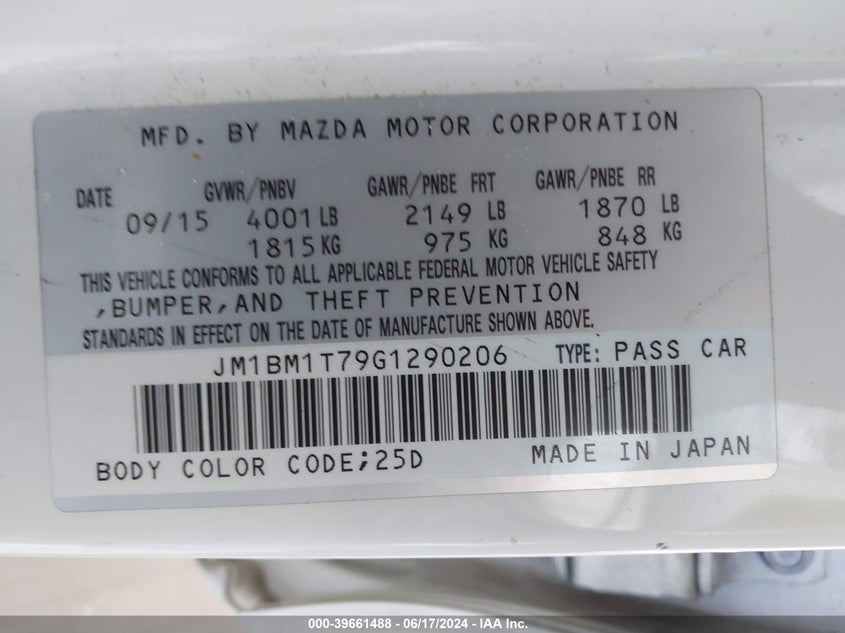 MFD. BY MAZDA MOTOR CORPORATION
DATE GVWR/PNBV GAWR/PNBE FRT GAWR/PNBE RR
09/15 4001 LB 2149 LB 1870 LB
1815 KG 975 KG 848 KG
THIS VEHICLE CONFORMS TO ALL APPLICABLE FEDERAL MOTOR VEHICLE SAFETY
,BUMPER,AND THEFT PREVENTION
STANDARDS IN EFFECT ON THE DATE OF MANUFACTURE SHOWN ABOVE.
JM1BM1T79G1290206 TYPE: PASS CAR
BODY COLOR CODE;25D MADE IN JAPAN
000-39661488 - 06/17/2024 - IAA Inc.